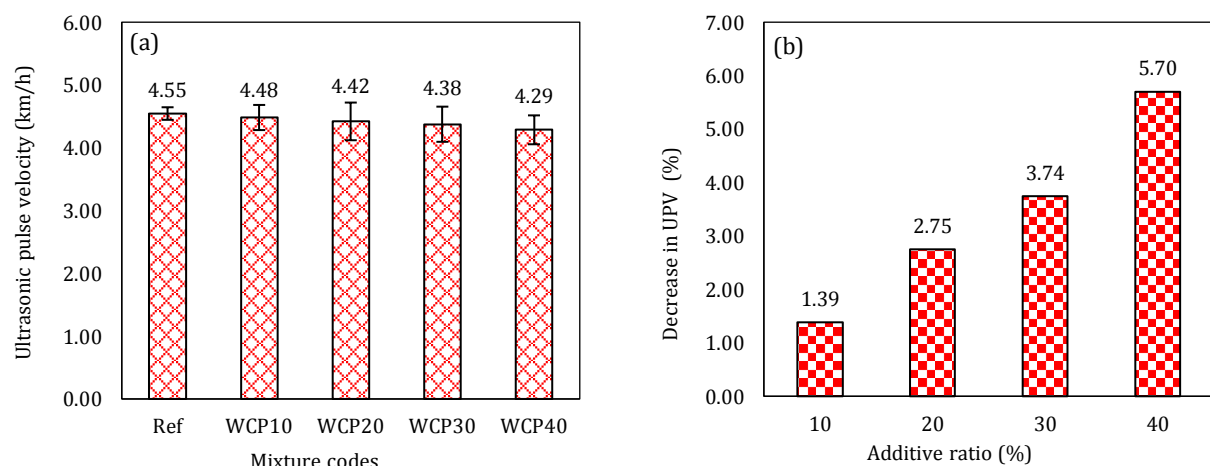 (a)
Ultrasonic pulse velocity (km/h)
6.00
5.00
4.00
3.00
2.00
1.00
0.00
4.55
4.48
4.42
4.38
4.29
Ref
WCP10
WCP20
WCP30
WCP40
Mixture codes
(b)
Decrease in UPV (%)
7.00
6.00
5.00
4.00
3.00
2.00
1.00
0.00
1.39
2.75
3.74
5.70
10
20
30
40
Additive ratio (%)